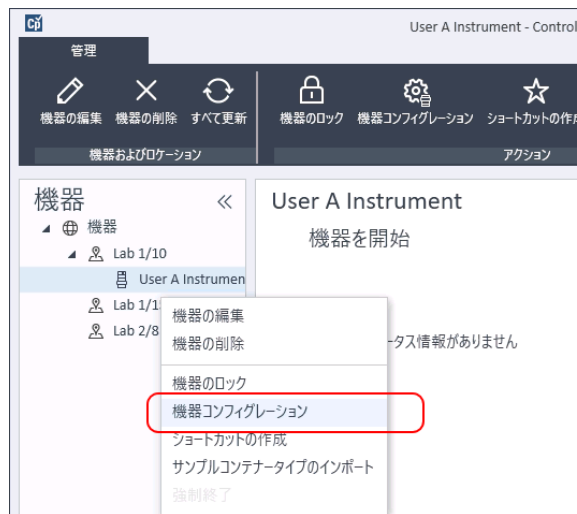 User A Instrument - Control
管理
機器の編集 機器の削除 すべて更新 機器のロック 機器コンフィグレーション ショートカットの作成
機器およびロケーション アクション
機器
User A Instrument
機器
機器を開始
Lab 1/10
User A Instrumen
Lab 1/1
Lab 2/8
機器の編集
機器の削除
ータス情報がありません
機器のロック
機器コンフィグレーション
ショートカットの作成
サンプルコンテナータイプのインポート
強制終了